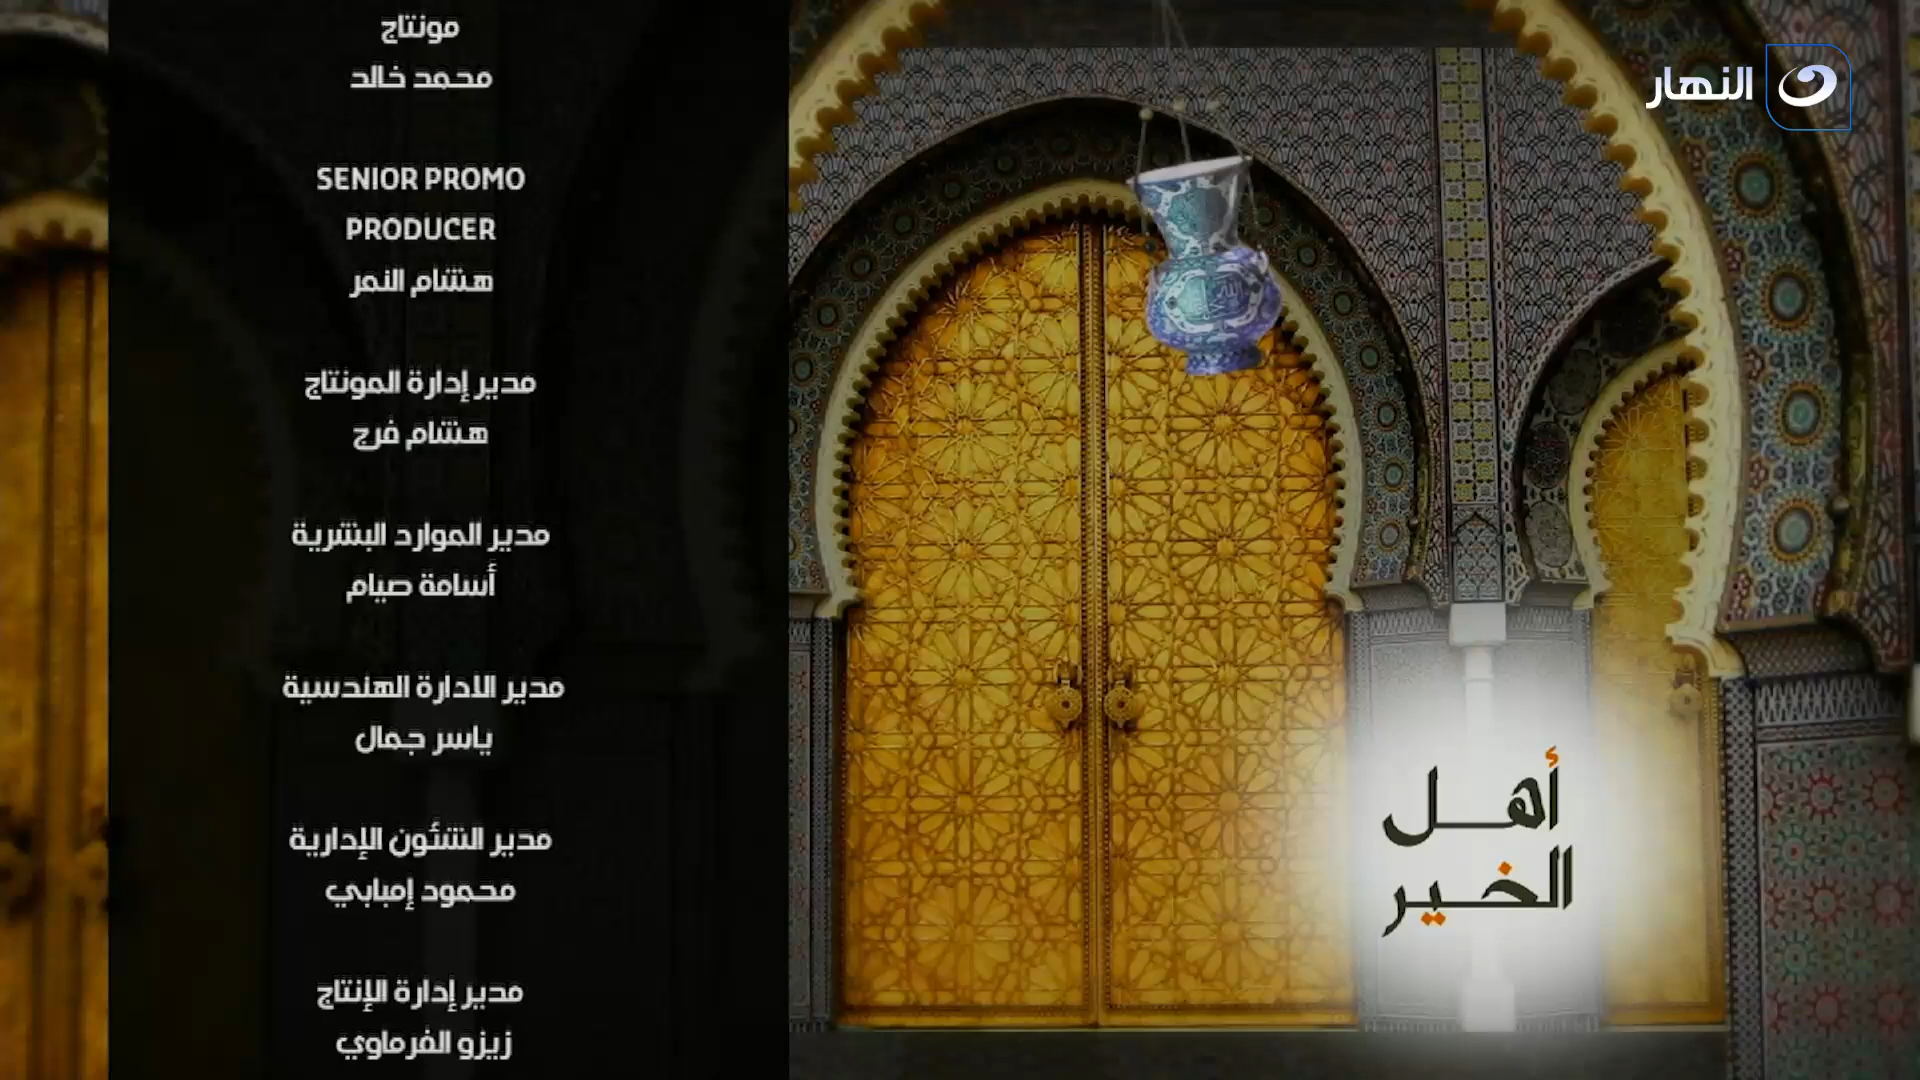 مونتاج
محمد خالد
SENIOR PROMO
PRODUCER
هشام النمر
مدير إدارة المونتاج
هشام فرج
مدير الموارد البشرية
أسامة صيام
مدير الادارة الهندسية
ياسر جمال
مدير الشئون الإدارية
محمود إمبابي
مدير إدارة الإنتاج
زيزو الفرماوي
النهار
أهل
الخير